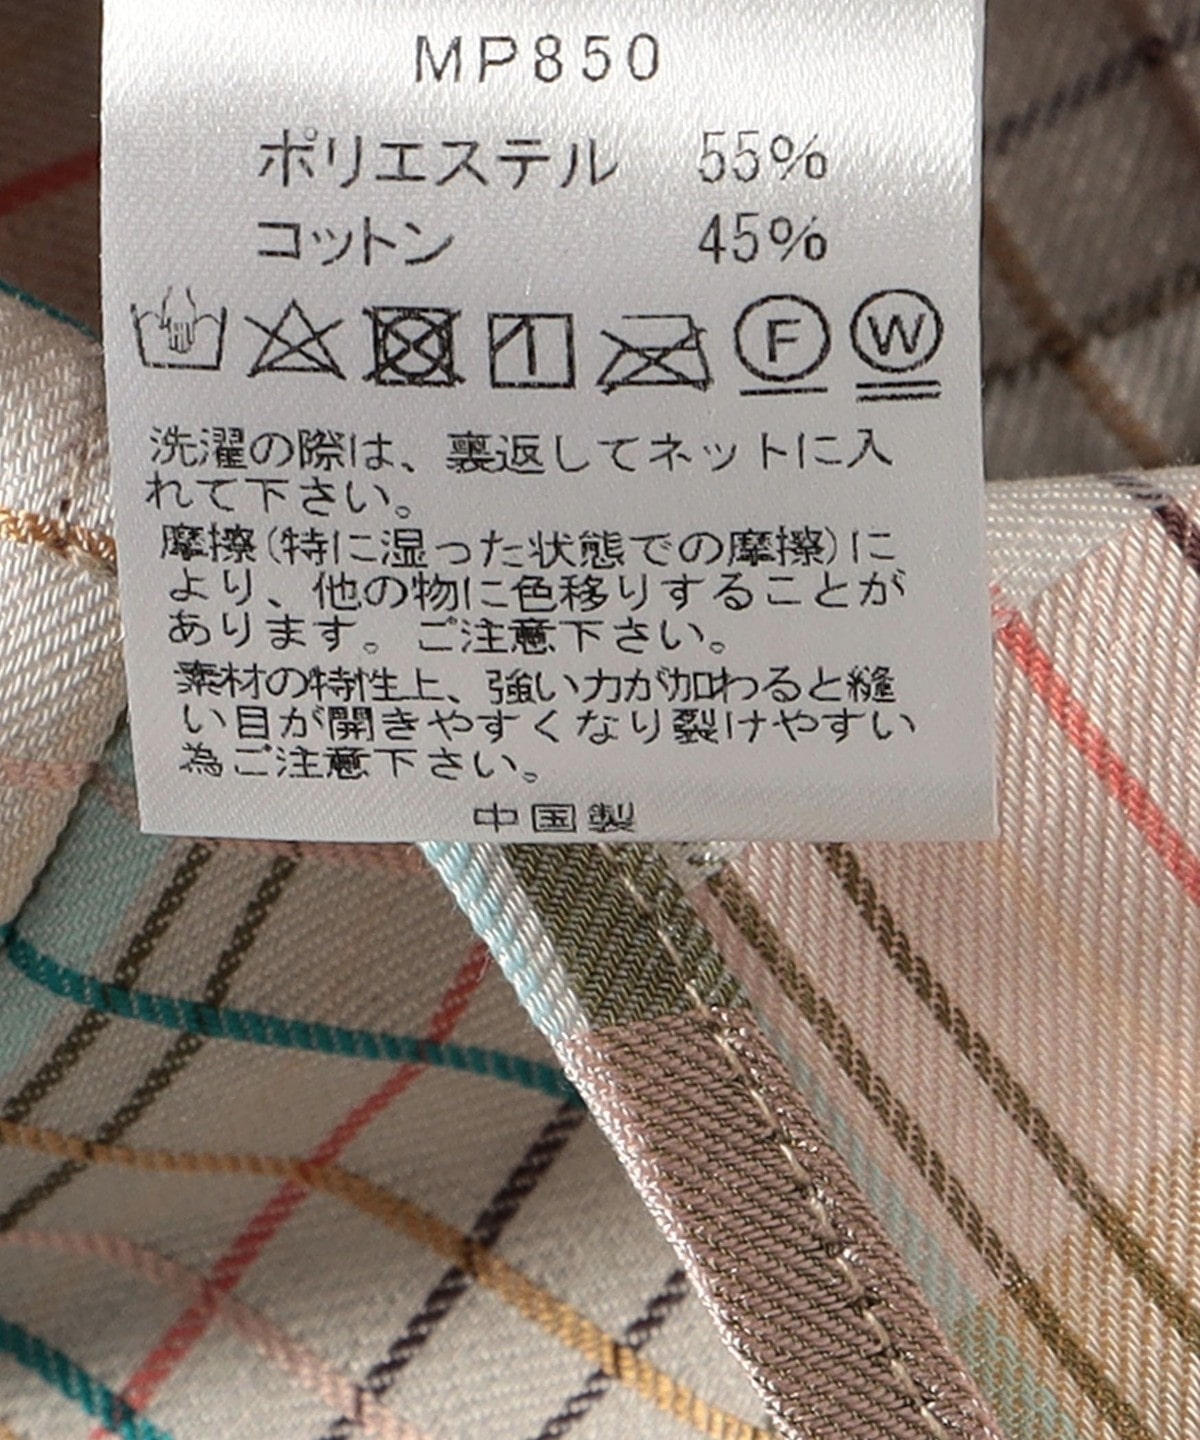 MP850
ポリエステル 55%
コットン 45%
F W
洗濯の際は、裏返してネットに入
れて下さい。
摩擦(特に湿った状態での摩擦)に
より、他の物に色移りすることが
あります。ご注意下さい。
素材の特性上、強い力が加わると縫
い目が開きやすくなり裂けやすい
為ご注意下さい。
中国製